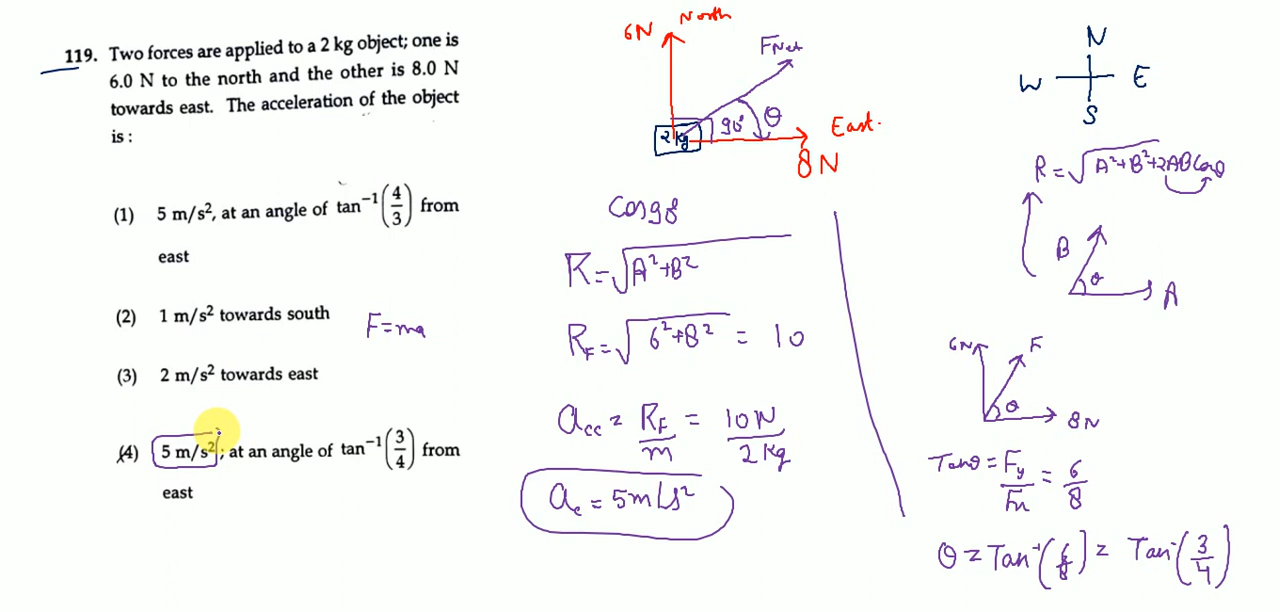 119. Two forces are applied to a 2 kg object; one is
6.0 N to the north and the other is 8.0 N
towards east. The acceleration of the object
is :
(1) 5 m/s², at an angle of tan⁻¹(4/3) from
east
(2) 1 m/s² towards south
(3) 2 m/s² towards east
(4) 5 m/s², at an angle of tan⁻¹(3/4) from
east
F=ma
6N North
FNet
2kg 90° θ East.
8N
Cos90°
R=√A²+B²
R_F=√6²+8² = 10
acc = R_F/m = 10N/2kg
a_c = 5m/s²
N
W E
S
R=√A²+B²+2ABCosθ
B
θ A
6N F
θ 8N
Tanθ = Fy/Fx = 6/8
θ = Tan⁻¹(6/8) = Tan⁻(3/4)